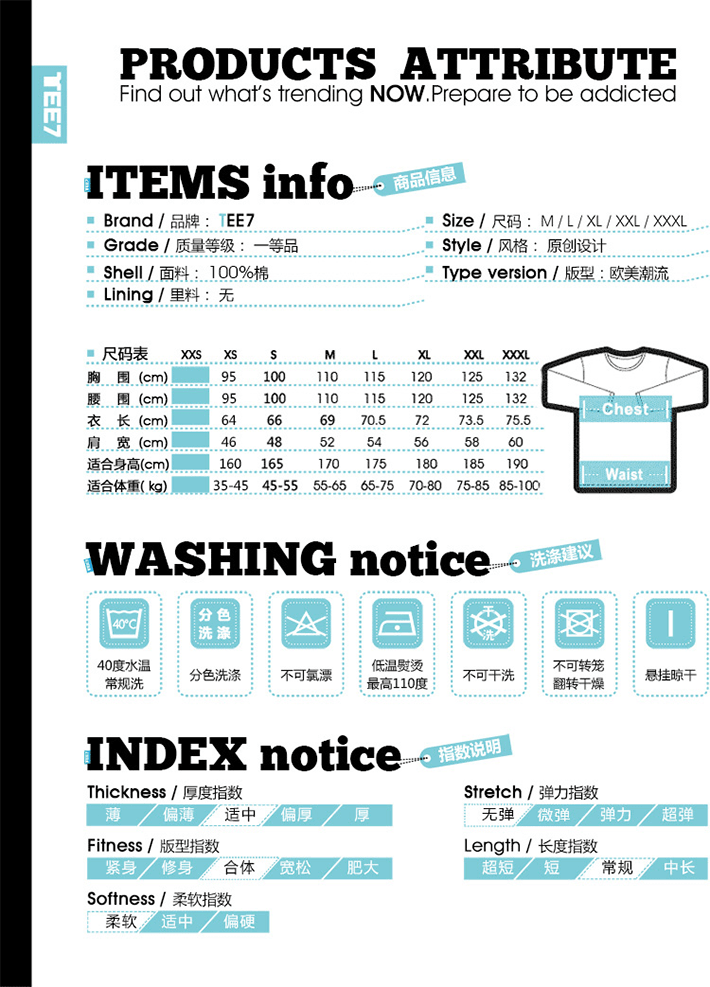 PRODUCTS ATTRIBUTE
Find out what's trending NOW.Prepare to be addicted
TEE7
ITEMS info 商品信息
Brand / 品牌： TEE7
Size / 尺码： M / L / XL / XXL / XXXL
Grade / 质量等级： 一等品
Style / 风格： 原创设计
Shell / 面料： 100%棉
Type version / 版型：欧美潮流
Lining / 里料： 无
尺码表 XXS XS S M L XL XXL XXXL
胸 围 (cm) 95 100 110 115 120 125 132
腰 围 (cm) 95 100 110 115 120 125 132
衣 长 (cm) 64 66 69 70.5 72 73.5 75.5
肩 宽 (cm) 46 48 52 54 56 58 60
适合身高(cm) 160 165 170 175 180 185 190
适合体重( kg) 35-45 45-55 55-65 65-75 70-80 75-85 85-100
Chest
Waist
WASHING notice 洗涤建议
40℃
分 色
洗 涤
洗
40度水温
常规洗
分色洗涤
不可氯漂
低温熨烫
最高110度
不可干洗
不可转笼
翻转干燥
悬挂晾干
INDEX notice 指数说明
Thickness / 厚度指数
薄 偏薄 适中 偏厚 厚
Stretch / 弹力指数
无弹 微弹 弹力 超弹
Fitness / 版型指数
紧身 修身 合体 宽松 肥大
Length / 长度指数
超短 短 常规 中长
Softness / 柔软指数
柔软 适中 偏硬